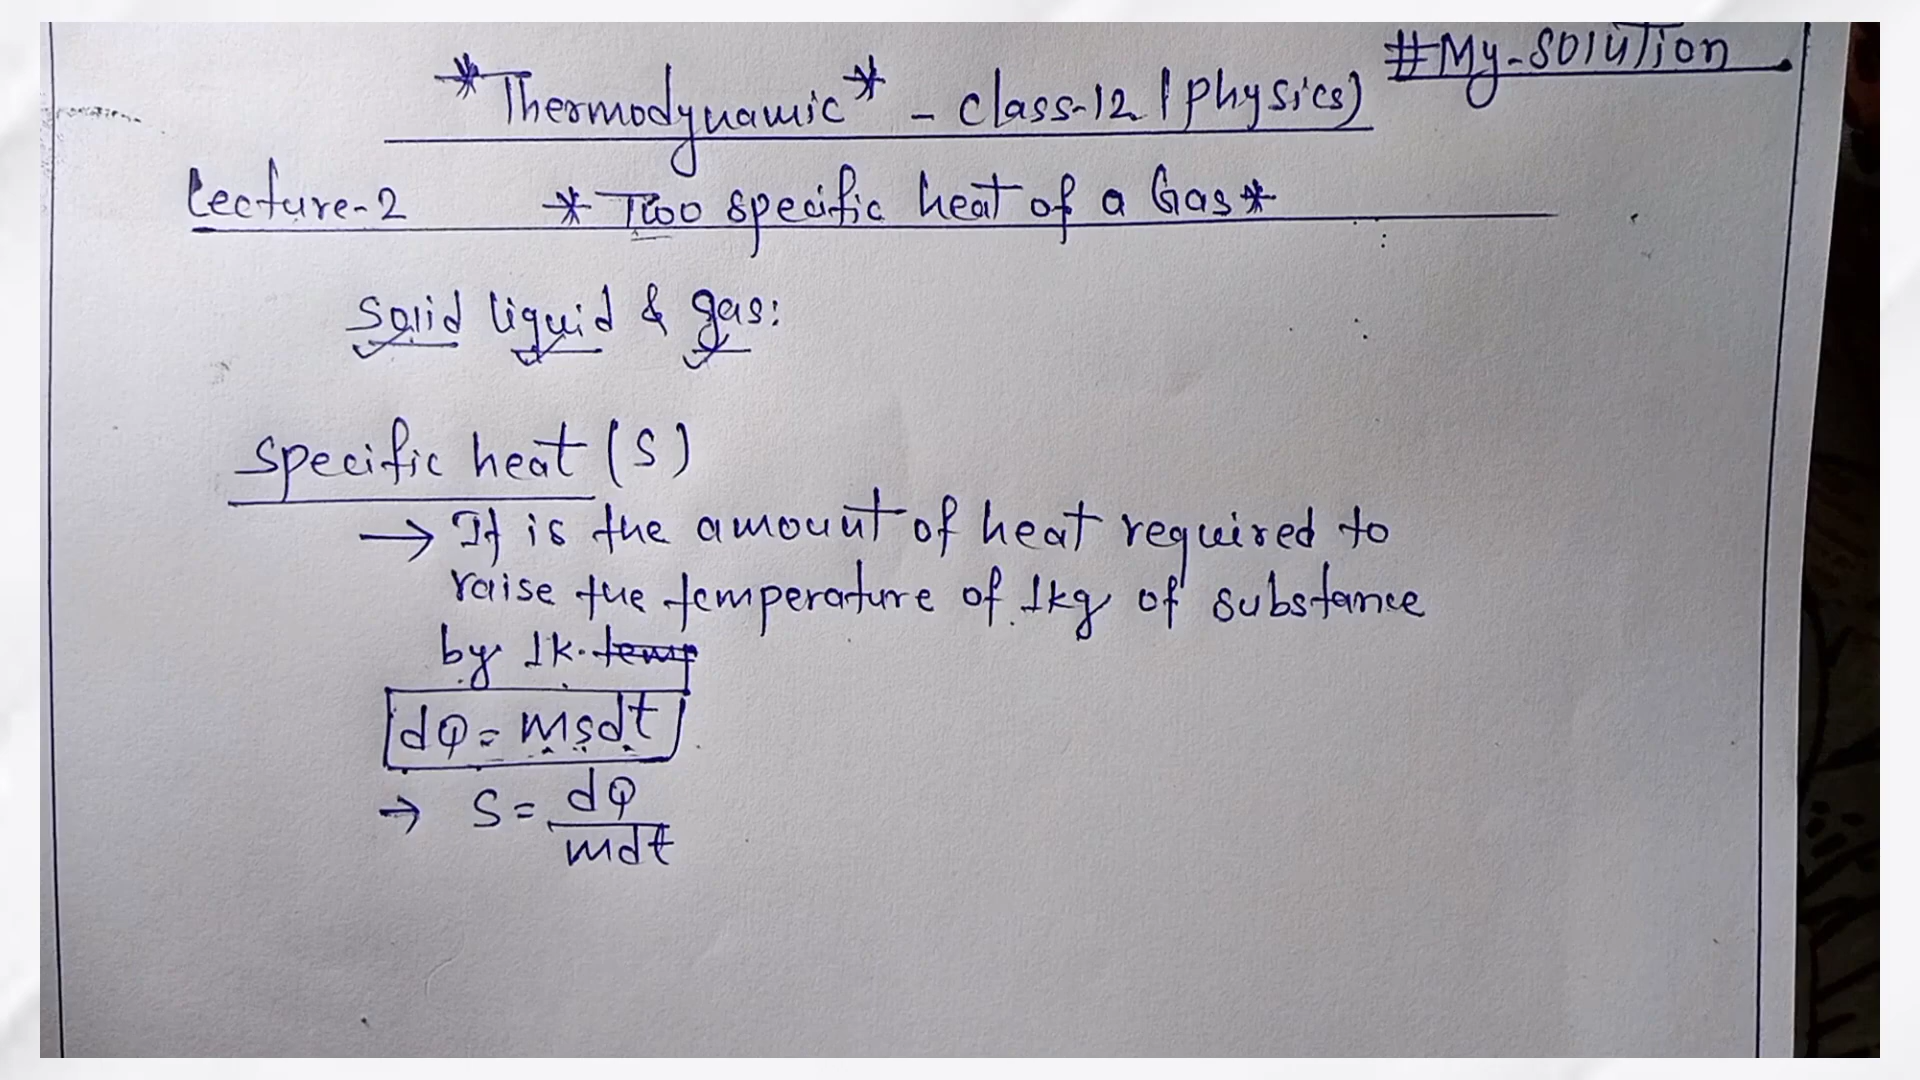 #My-Solution
*Thermodynamic* - class-12 (physics)
Lecture-2 * Two specific heat of a Gas *
Solid liquid & gas:
Specific heat (S)
→ It is the amount of heat required to
raise the temperature of 1kg of substance
by 1k. temp
dQ = msdt
→ S = dQ
mdt